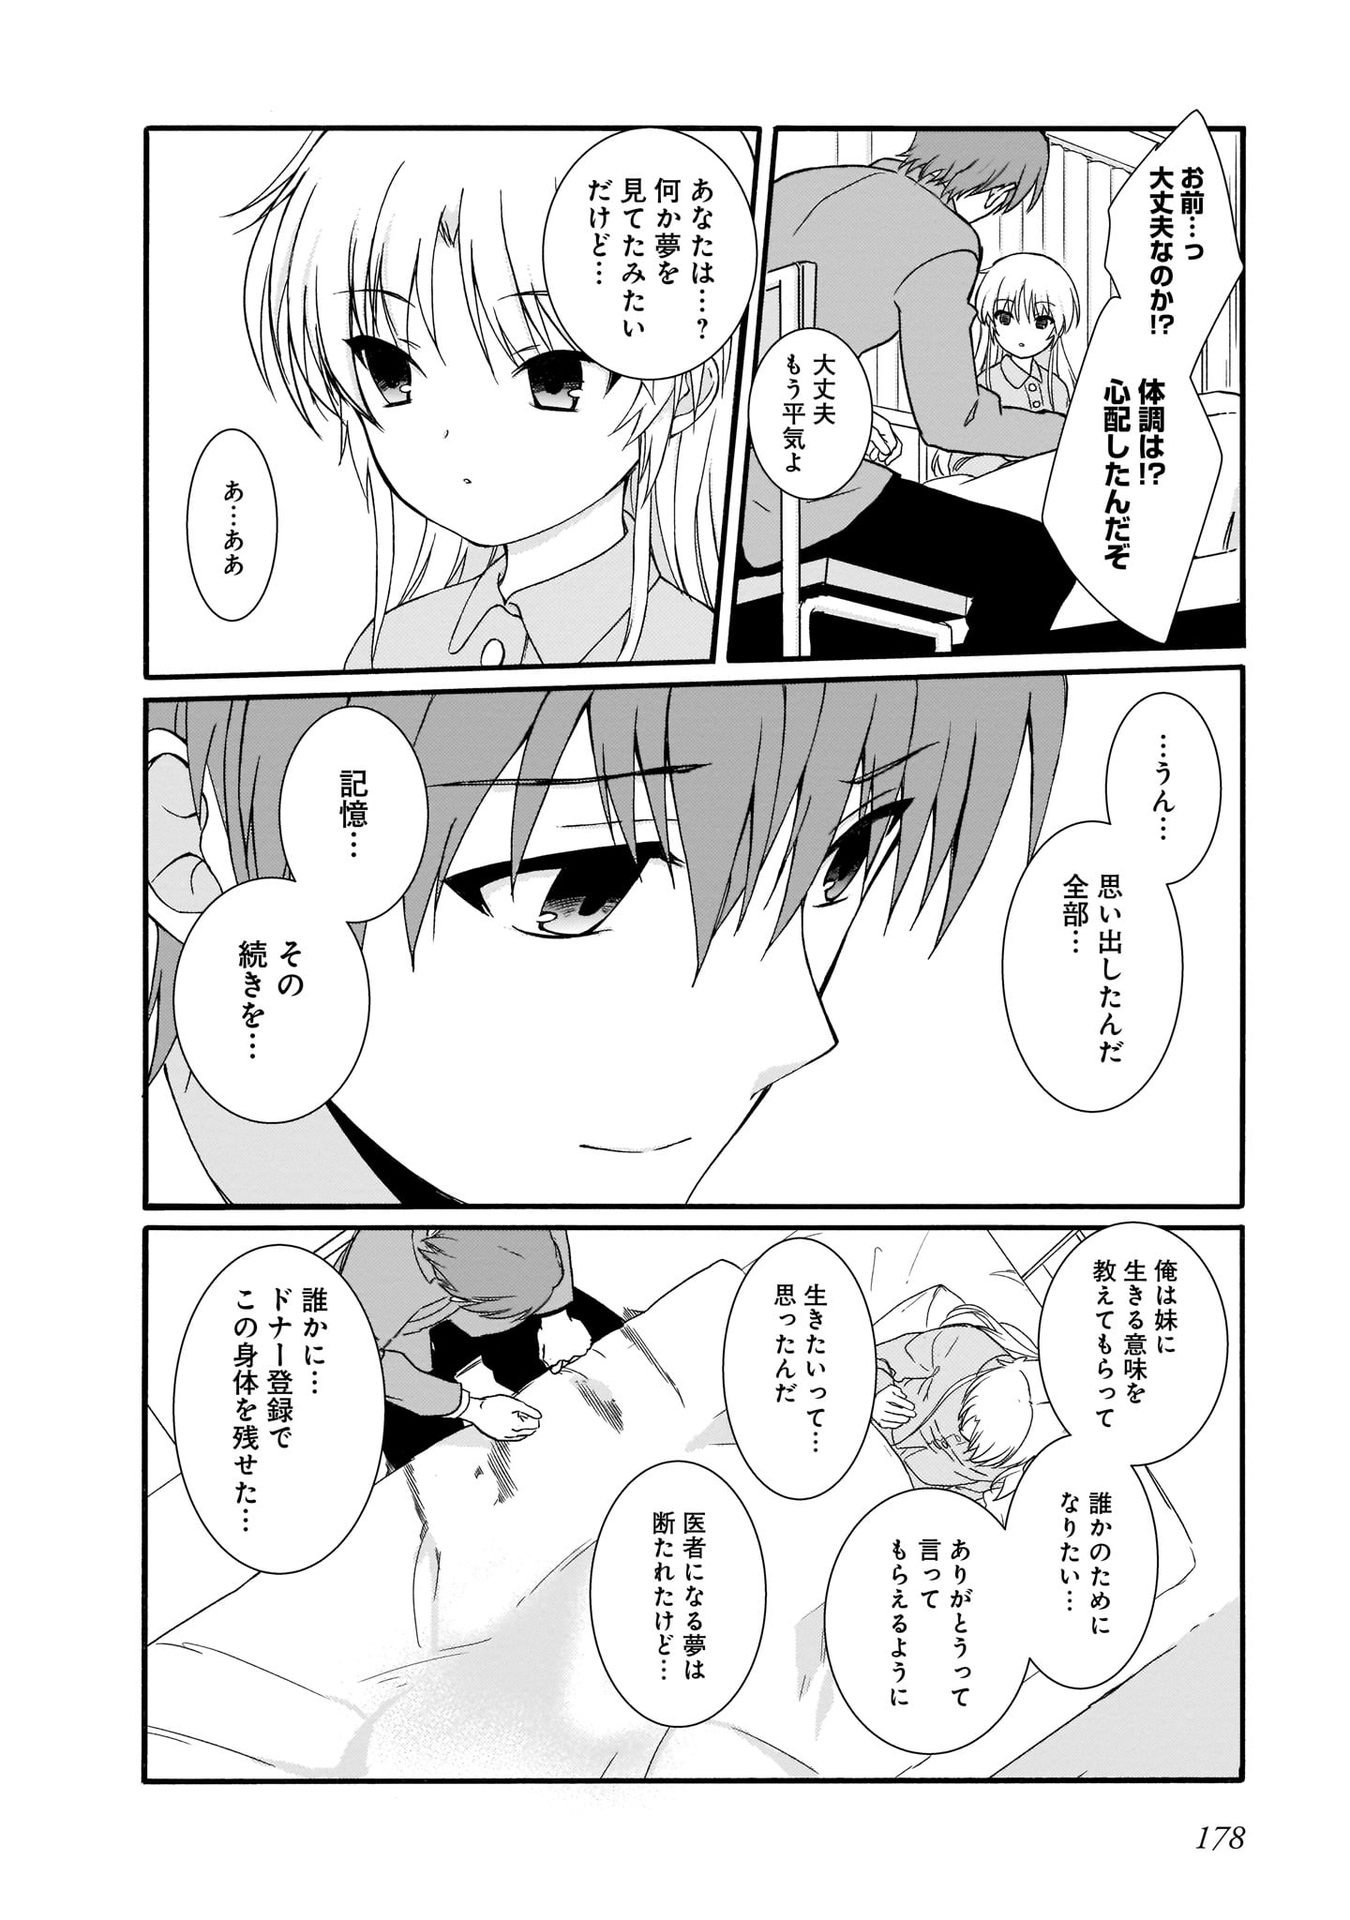 お前…っ
大丈夫なのか!?
体調は!?
心配したんだぞ
大丈夫
もう平気よ
あなたは…?
何か夢を
見てたみたい
だけど…
あ…ああ
…うん…
思い出したんだ
全部…
記憶…
その
続きを…
俺は妹に
生きる意味を
教えてもらって
誰かのために
なりたい…
ありがとうって
言って
もらえるように
生きたいって…
思ったんだ
医者になる夢は
断たれたけど…
誰かに…
ドナー登録で
この身体を残せた…
178